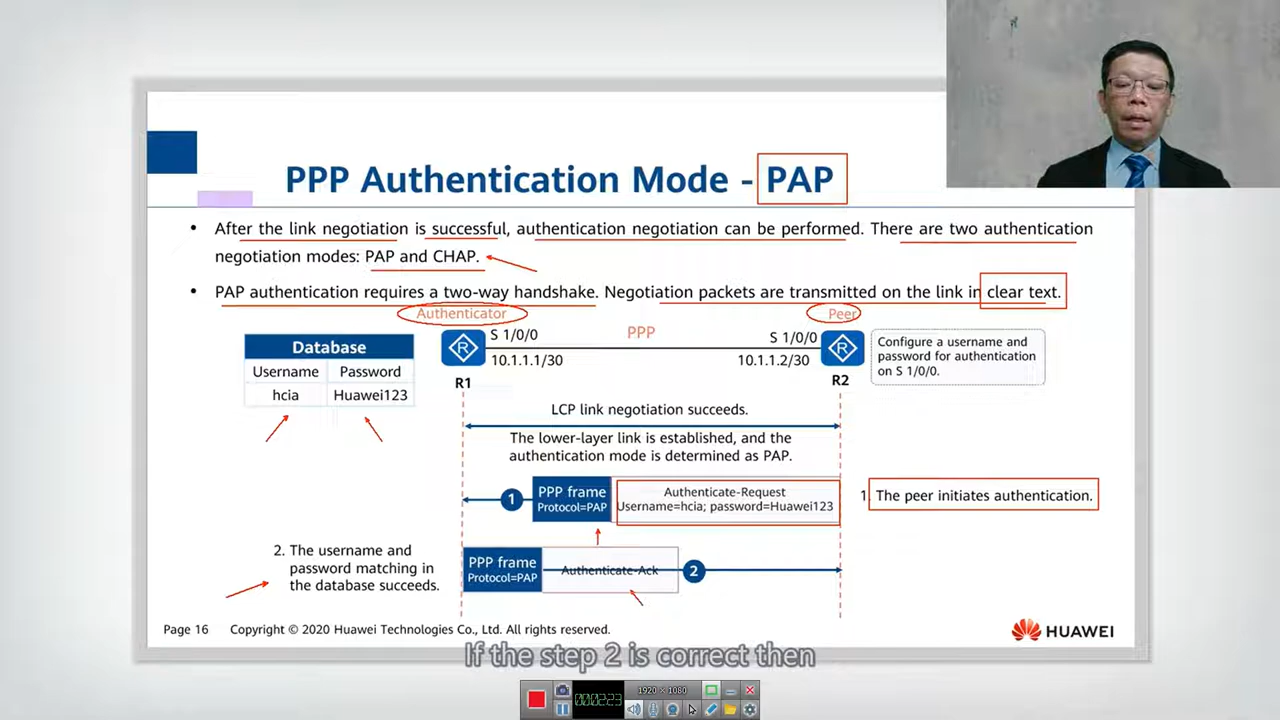 PPP Authentication Mode - PAP
• After the link negotiation is successful, authentication negotiation can be performed. There are two authentication
negotiation modes: PAP and CHAP.
• PAP authentication requires a two-way handshake. Negotiation packets are transmitted on the link in clear text.
Authenticator
Peer
Database
Username Password
hcia Huawei123
R
S 1/0/0
PPP
S 1/0/0
R
10.1.1.1/30
10.1.1.2/30
R1
R2
Configure a username and
password for authentication
on S 1/0/0.
LCP link negotiation succeeds.
The lower-layer link is established, and the
authentication mode is determined as PAP.
1
PPP frame
Protocol=PAP
Authenticate-Request
Username=hcia; password=Huawei123
1. The peer initiates authentication.
2. The username and
password matching in
the database succeeds.
PPP frame
Protocol=PAP
Authenticate-Ack
2
Page 16 Copyright © 2020 Huawei Technologies Co., Ltd. All rights reserved.
HUAWEI
If the step 2 is correct then
000223
1920 × 1080